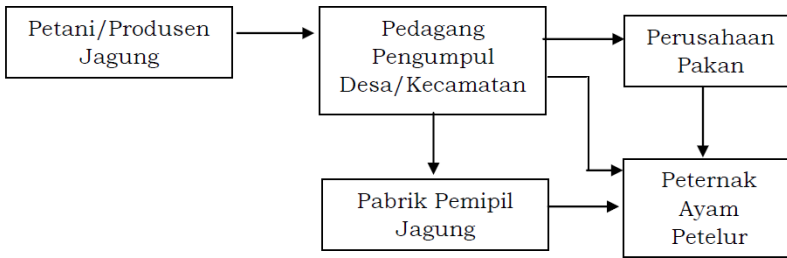 Petani/Produsen
Jagung
Pedagang
Pengumpul
Desa/Kecamatan
Perusahaan
Pakan
Pabrik Pemipil
Jagung
Peternak
Ayam
Petelur